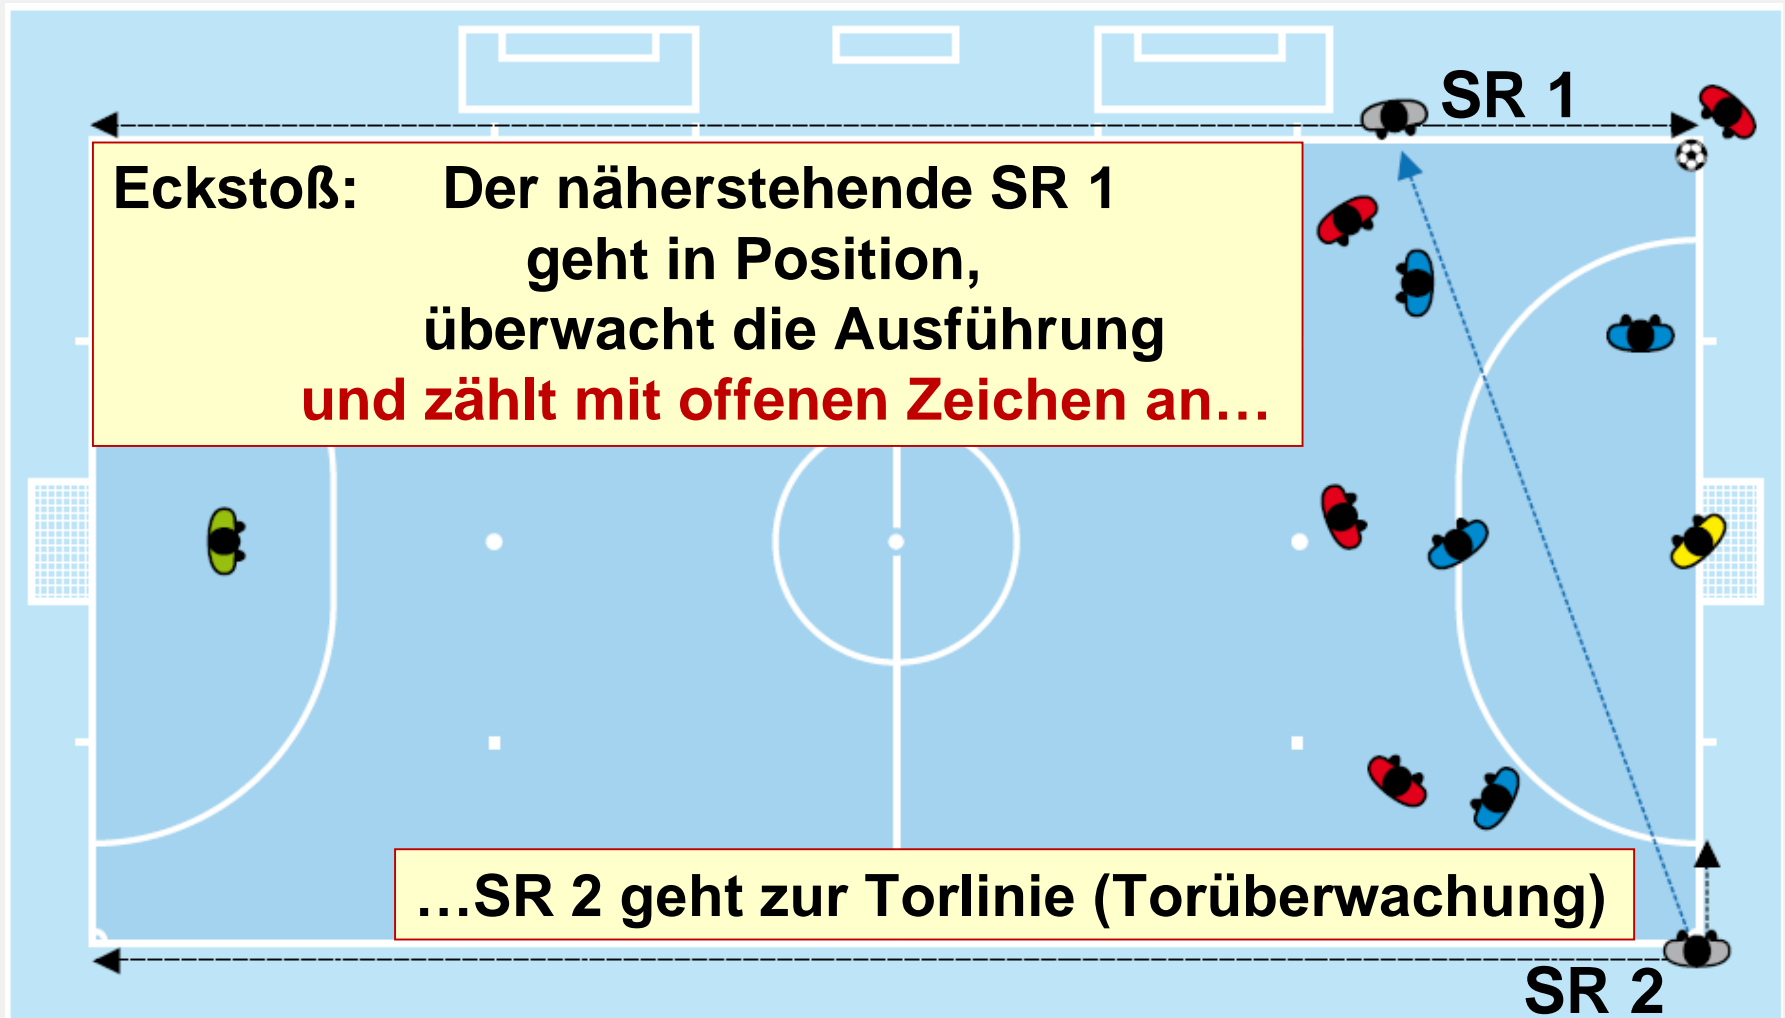 SR 1
Eckstoß: Der näherstehende SR 1
geht in Position,
überwacht die Ausführung
und zählt mit offenen Zeichen an…
…SR 2 geht zur Torlinie (Torüberwachung)
SR 2